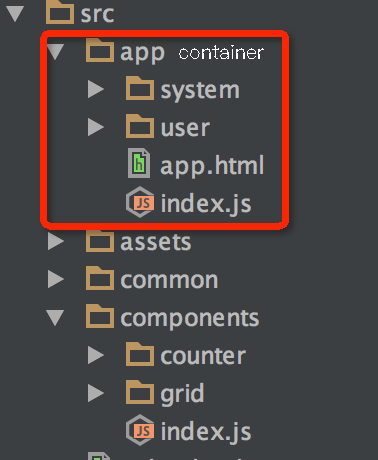 src
app container
system
user
app.html
index.js
assets
common
components
counter
grid
index.js